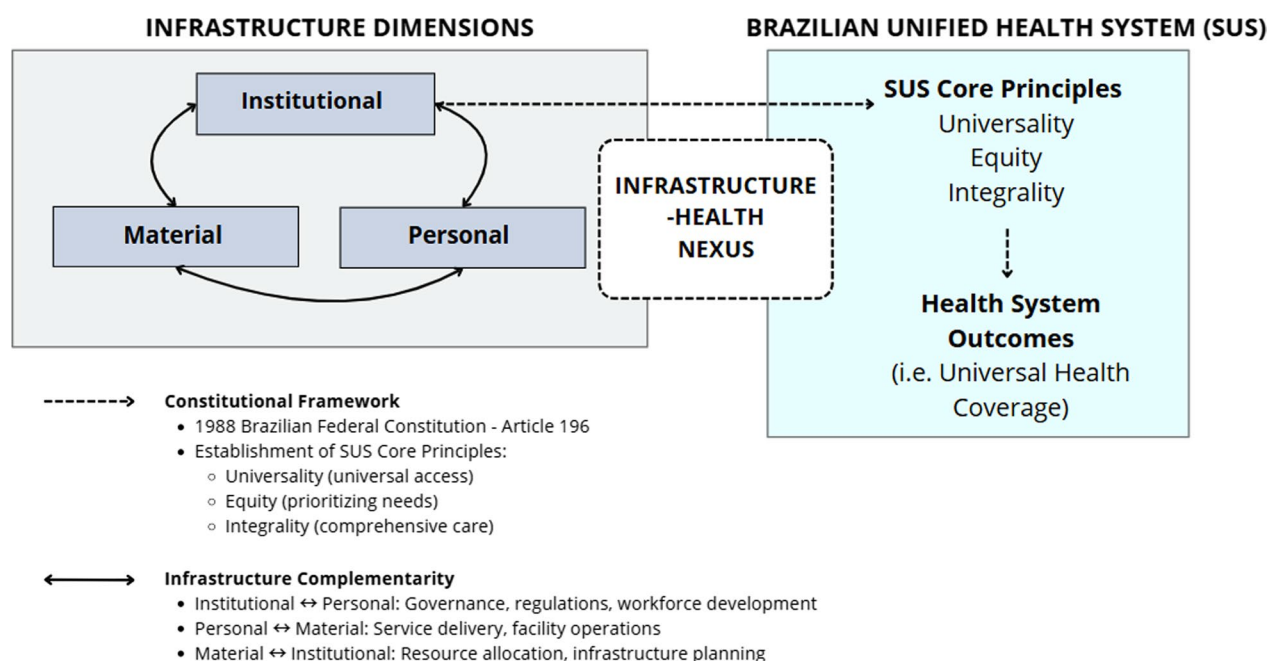 INFRASTRUCTURE DIMENSIONS
BRAZILIAN UNIFIED HEALTH SYSTEM (SUS)
Institutional
Material
Personal
INFRASTRUCTURE
-HEALTH
NEXUS
SUS Core Principles
Universality
Equity
Integrality
Health System
Outcomes
(i.e. Universal Health
Coverage)
Constitutional Framework
• 1988 Brazilian Federal Constitution - Article 196
• Establishment of SUS Core Principles:
◦ Universality (universal access)
◦ Equity (prioritizing needs)
◦ Integrality (comprehensive care)
Infrastructure Complementarity
• Institutional ↔ Personal: Governance, regulations, workforce development
• Personal ↔ Material: Service delivery, facility operations
• Material ↔ Institutional: Resource allocation, infrastructure planning